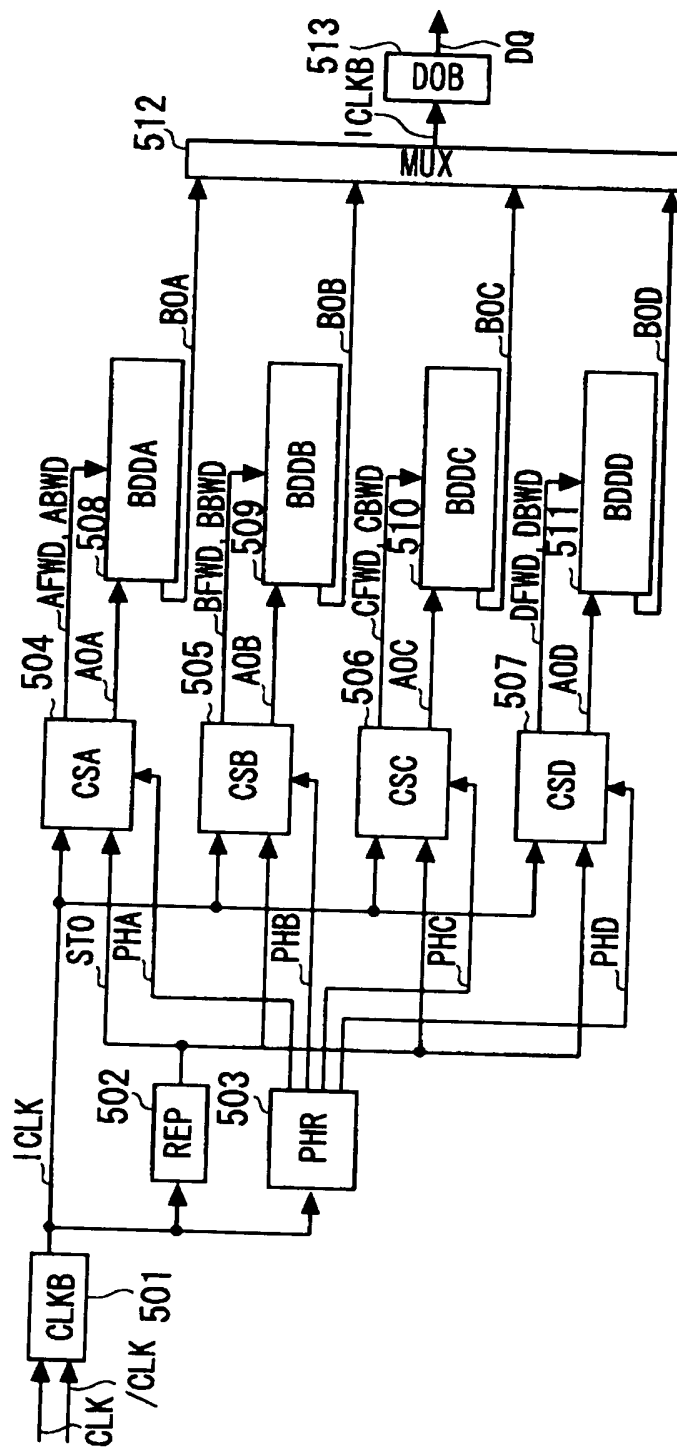 CLK
/CLK
CLKB
501
ICLK
REP
502
PHR
503
STO
PHA
PHB
PHC
PHD
CSA
504
CSB
505
CSC
506
CSD
507
AFWD, ABWD
AOA
508
BDDA
BOA
BFWD, BBWD
AOB
509
BDDB
BOB
CFWD, CBWD
AOC
510
BDDC
BOC
DFWD, DBWD
AOD
511
BDDD
BOD
512
MUX
ICLKB
513
DOB
DQ